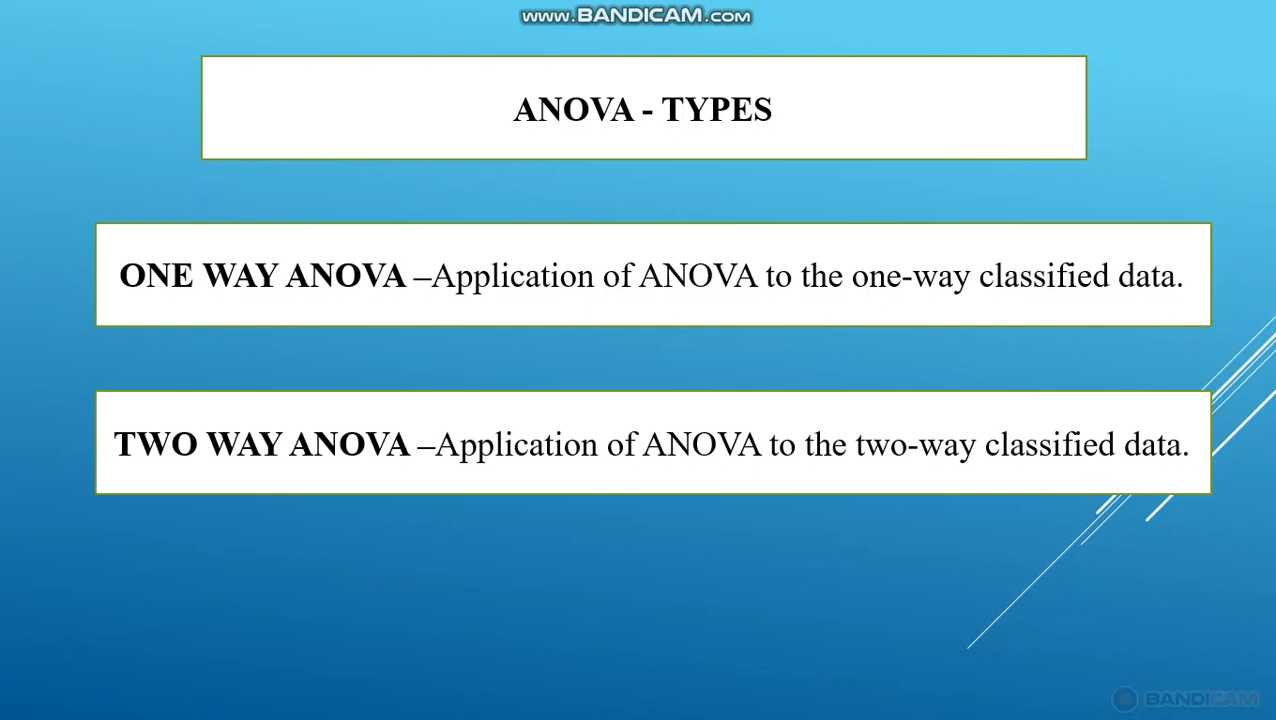 www.BANDICAM.com
ANOVA - TYPES
ONE WAY ANOVA –Application of ANOVA to the one-way classified data.
TWO WAY ANOVA –Application of ANOVA to the two-way classified data.
BANDICAM